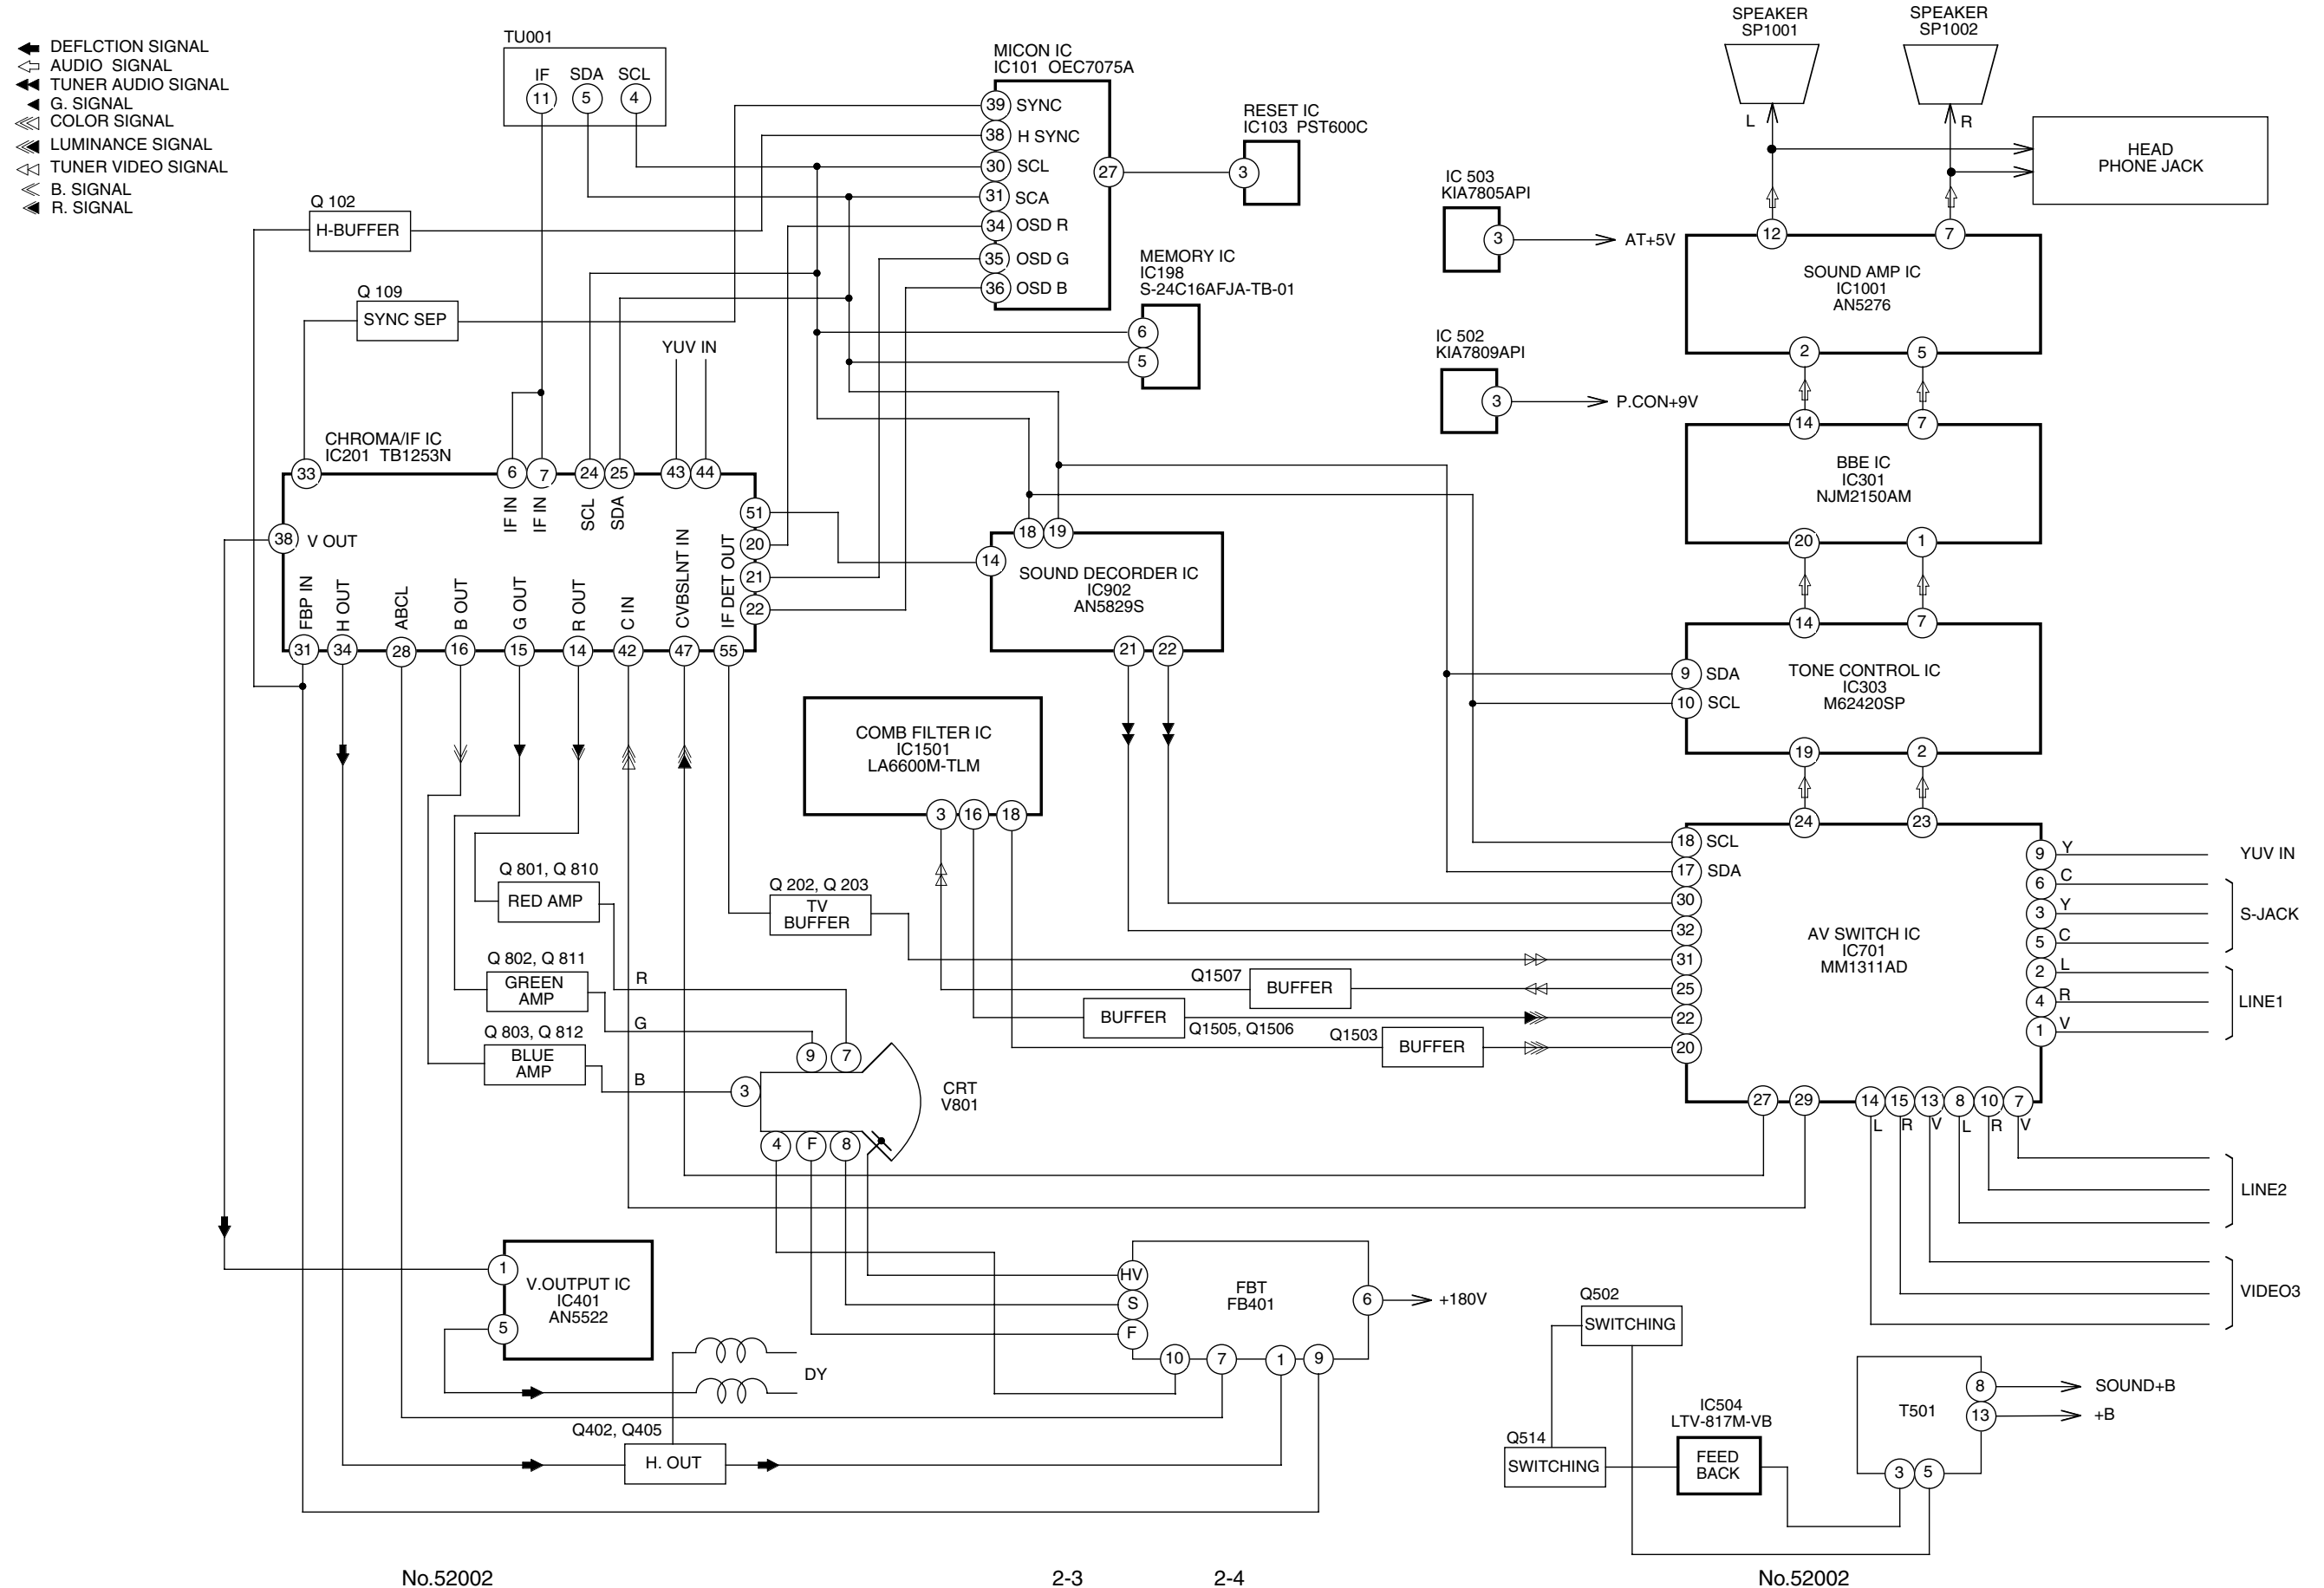 DEFLCTION SIGNAL
AUDIO SIGNAL
TUNER AUDIO SIGNAL
G. SIGNAL
COLOR SIGNAL
LUMINANCE SIGNAL
TUNER VIDEO SIGNAL
B. SIGNAL
R. SIGNAL
TU001
IF SDA SCL
11 5 4
MICON IC
IC101 OEC7075A
39 SYNC
38 H SYNC
30 SCL
31 SCA
34 OSD R
35 OSD G
36 OSD B
27
RESET IC
IC103 PST600C
3
MEMORY IC
IC198
S-24C16AFJA-TB-01
6
5
Q 102
H-BUFFER
Q 109
SYNC SEP
YUV IN
IC 503
KIA7805API
3
AT+5V
IC 502
KIA7809API
3
P.CON+9V
SPEAKER
SP1001
SPEAKER
SP1002
L
R
HEAD
PHONE JACK
12 7
SOUND AMP IC
IC1001
AN5276
2 5
14 7
BBE IC
IC301
NJM2150AM
20 1
14 7
TONE CONTROL IC
IC303
M62420SP
9 SDA
10 SCL
19 2
CHROMA/IF IC
IC201 TB1253N
33 6 7 24 25 43 44
IF IN
IF IN
SCL
SDA
38 V OUT
51
20
21
22
FBP IN
H OUT
ABCL
B OUT
G OUT
R OUT
C IN
CVBSLNT IN
IF DET OUT
31 34 28 16 15 14 42 47 55
18 19
14
SOUND DECORDER IC
IC902
AN5829S
21 22
COMB FILTER IC
IC1501
LA6600M-TLM
3 16 18
24 23
18 SCL
17 SDA
30
32
31
25
22
20
AV SWITCH IC
IC701
MM1311AD
9 Y
6 C
3 Y
5 C
2 L
4 R
1 V
YUV IN
S-JACK
LINE1
27 29 14 15 13 8 10 7
L R V L R V
LINE2
VIDEO3
Q 801, Q 810
RED AMP
Q 802, Q 811
GREEN
AMP
Q 803, Q 812
BLUE
AMP
R
G
B
Q 202, Q 203
TV
BUFFER
Q1507
BUFFER
BUFFER
Q1505, Q1506
Q1503
BUFFER
9 7
3
4 F 8
CRT
V801
1
5
V.OUTPUT IC
IC401
AN5522
DY
Q402, Q405
H. OUT
HV
S
F
FBT
FB401
6
+180V
10 7 1 9
Q502
SWITCHING
Q514
SWITCHING
IC504
LTV-817M-VB
FEED
BACK
T501
8
13
SOUND+B
+B
3 5
No.52002
2-3
2-4
No.52002